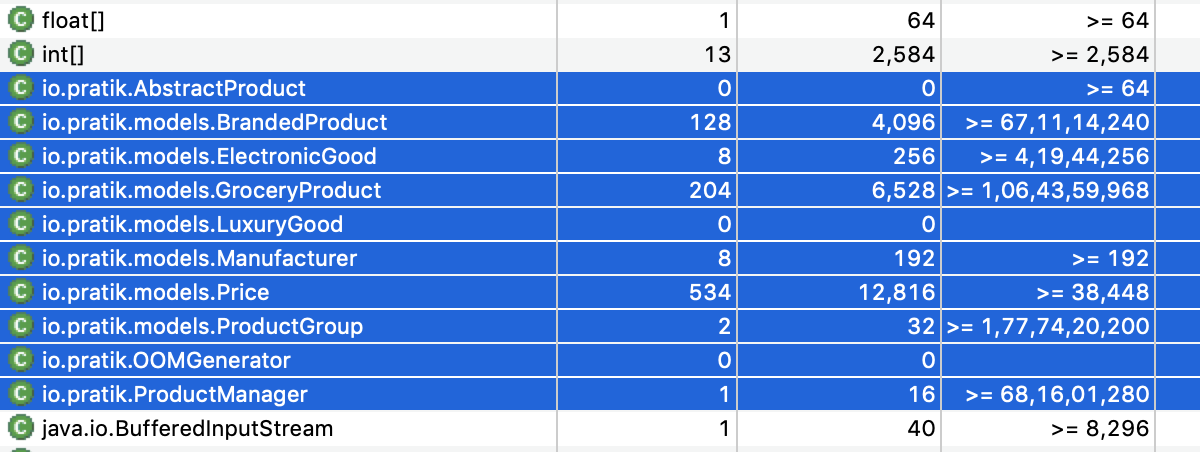 C float[] 1 64 >= 64
C int[] 13 2,584 >= 2,584
C io.pratik.AbstractProduct 0 0 >= 64
C io.pratik.models.BrandedProduct 128 4,096 >= 67,11,14,240
C io.pratik.models.ElectronicGood 8 256 >= 4,19,44,256
C io.pratik.models.GroceryProduct 204 6,528 >= 1,06,43,59,968
C io.pratik.models.LuxuryGood 0 0
C io.pratik.models.Manufacturer 8 192 >= 192
C io.pratik.models.Price 534 12,816 >= 38,448
C io.pratik.models.ProductGroup 2 32 >= 1,77,74,20,200
C io.pratik.OOMGenerator 0 0
C io.pratik.ProductManager 1 16 >= 68,16,01,280
C java.io.BufferedInputStream 1 40 >= 8,296